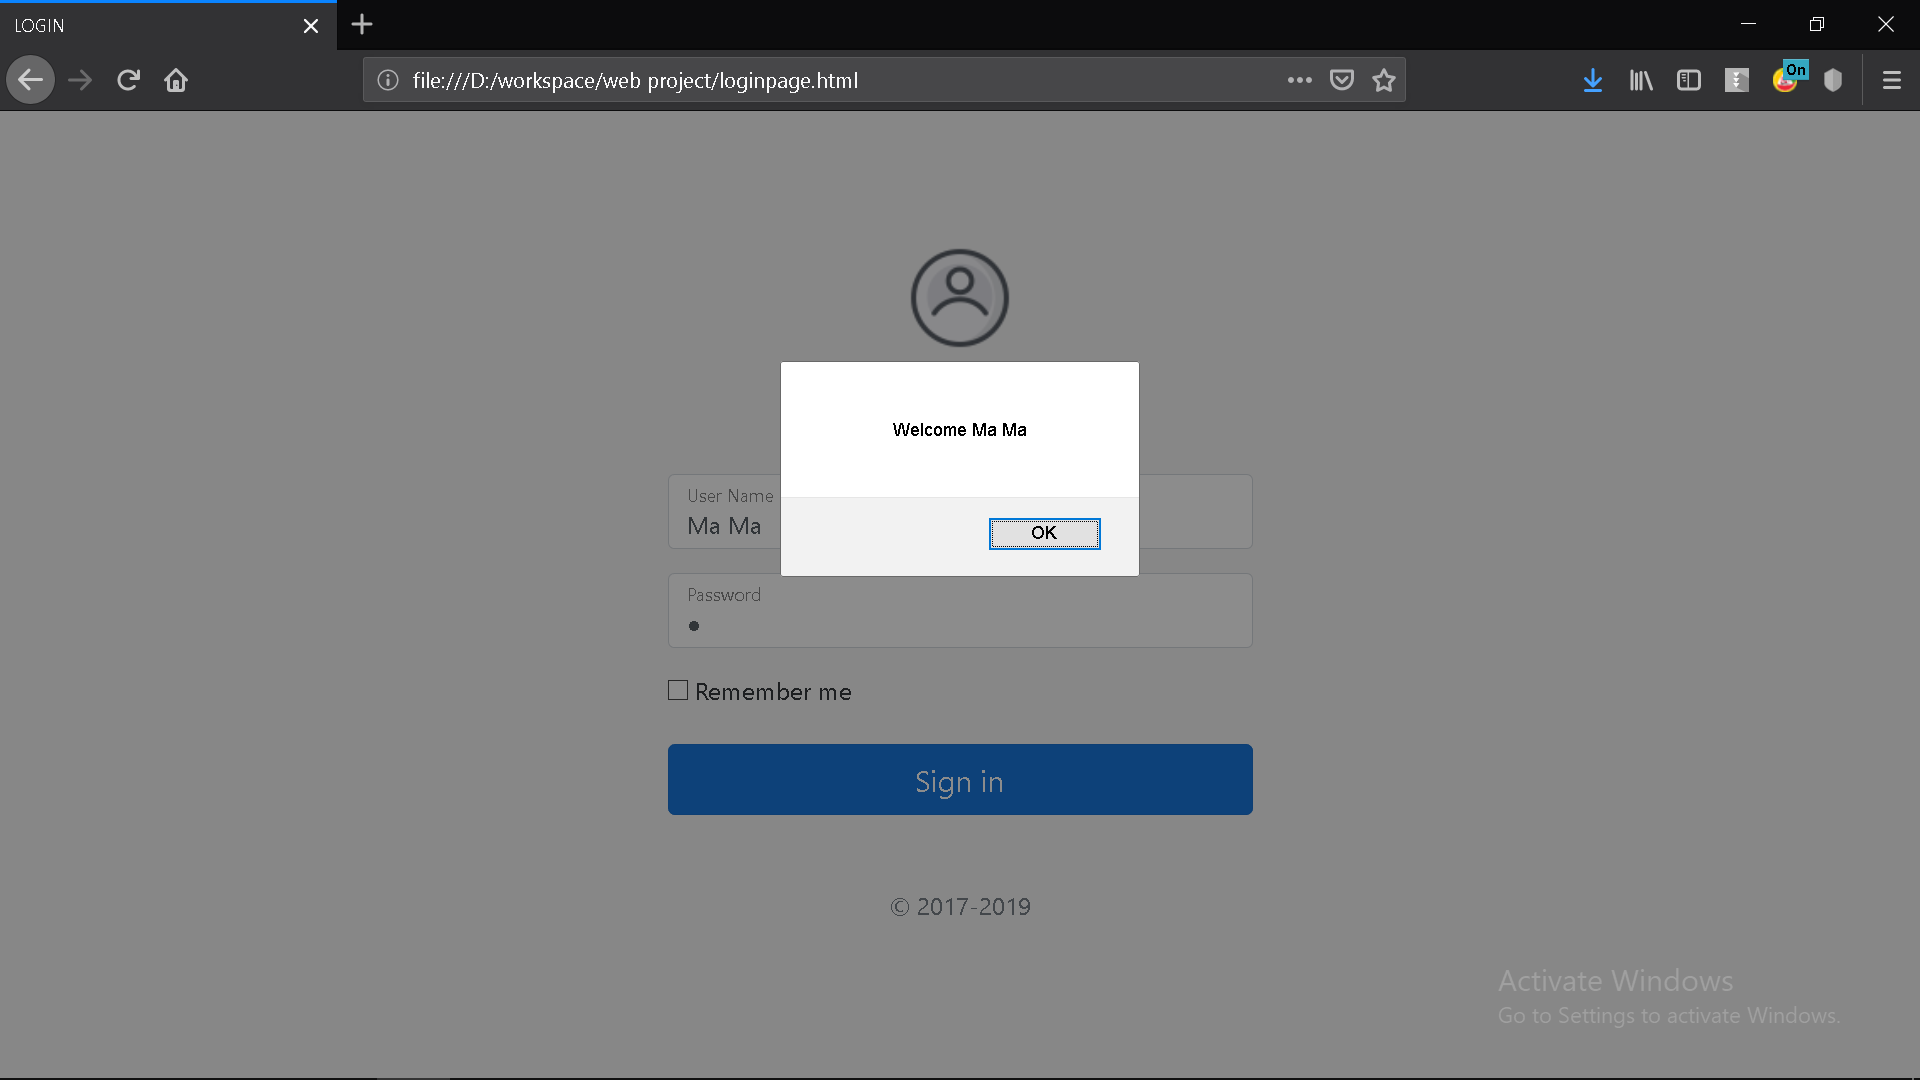 LOGIN
file:///D:/workspace/web project/loginpage.html
On
Welcome Ma Ma
OK
User Name
Ma Ma
Password
Remember me
Sign in
© 2017-2019
Activate Windows
Go to Settings to activate Windows.